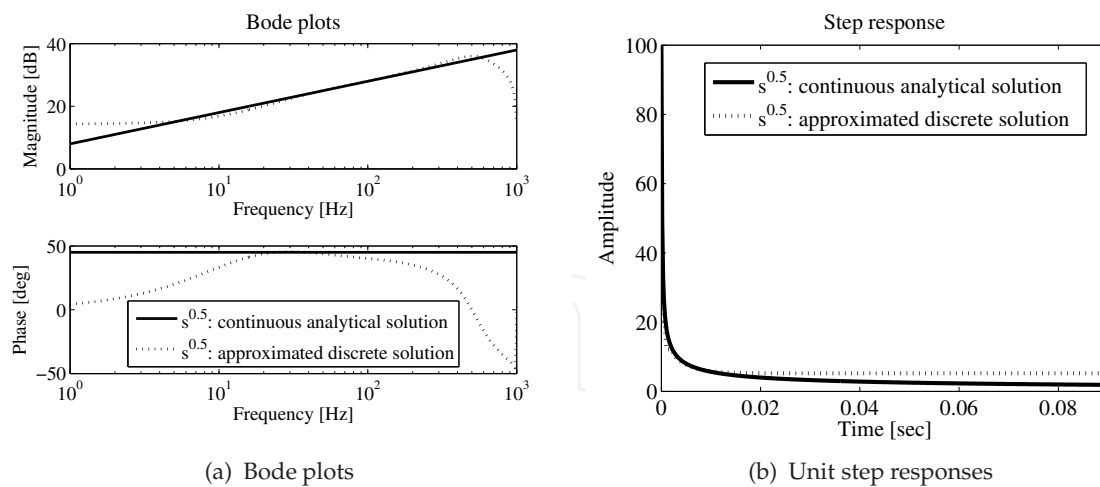 Bode plots
40
20
0
Magnitude [dB]
10^0
10^1
10^2
10^3
Frequency [Hz]
50
0
−50
Phase [deg]
s^0.5: continuous analytical solution
s^0.5: approximated discrete solution
10^0
10^1
10^2
10^3
Frequency [Hz]
(a) Bode plots
Step response
100
80
60
40
20
0
Amplitude
s^0.5: continuous analytical solution
s^0.5: approximated discrete solution
0
0.02
0.04
0.06
0.08
Time [sec]
(b) Unit step responses